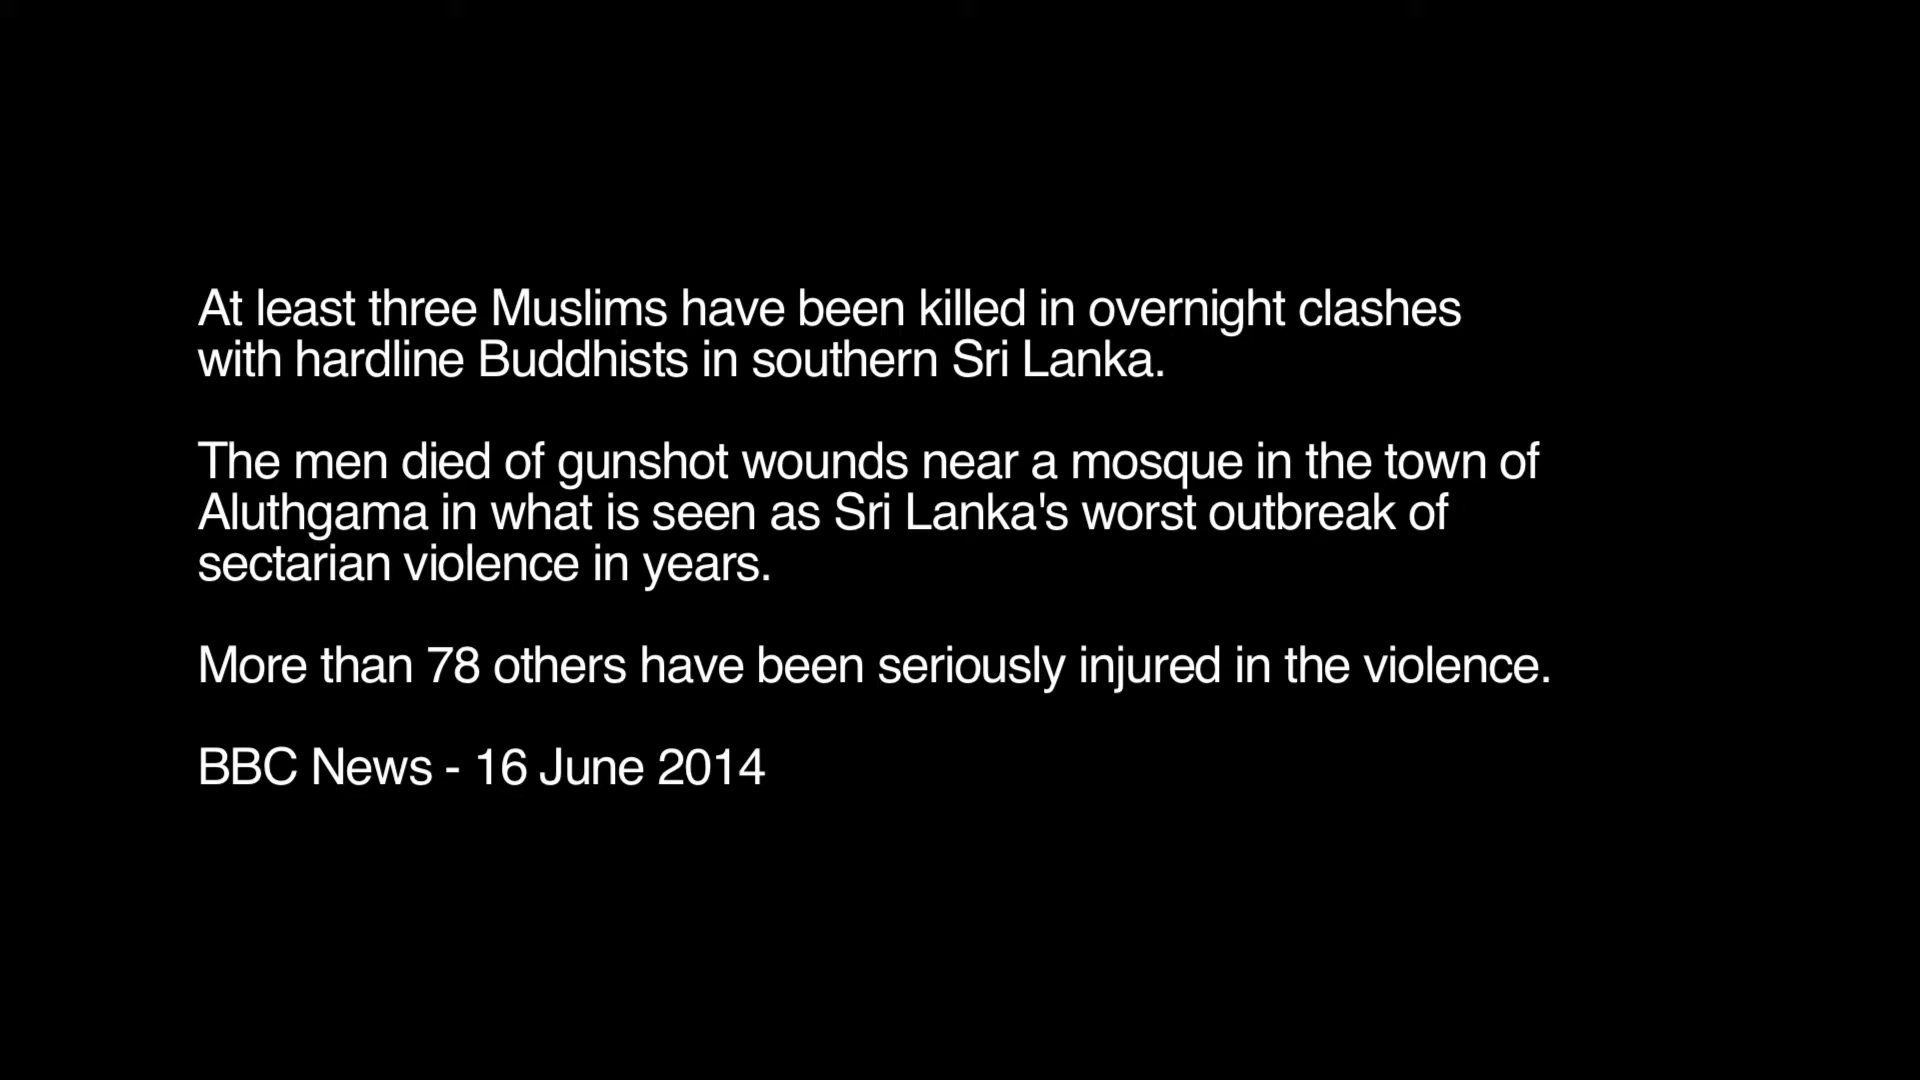 At least three Muslims have been killed in overnight clashes
with hardline Buddhists in southern Sri Lanka.
The men died of gunshot wounds near a mosque in the town of
Aluthgama in what is seen as Sri Lanka's worst outbreak of
sectarian violence in years.
More than 78 others have been seriously injured in the violence.
BBC News - 16 June 2014